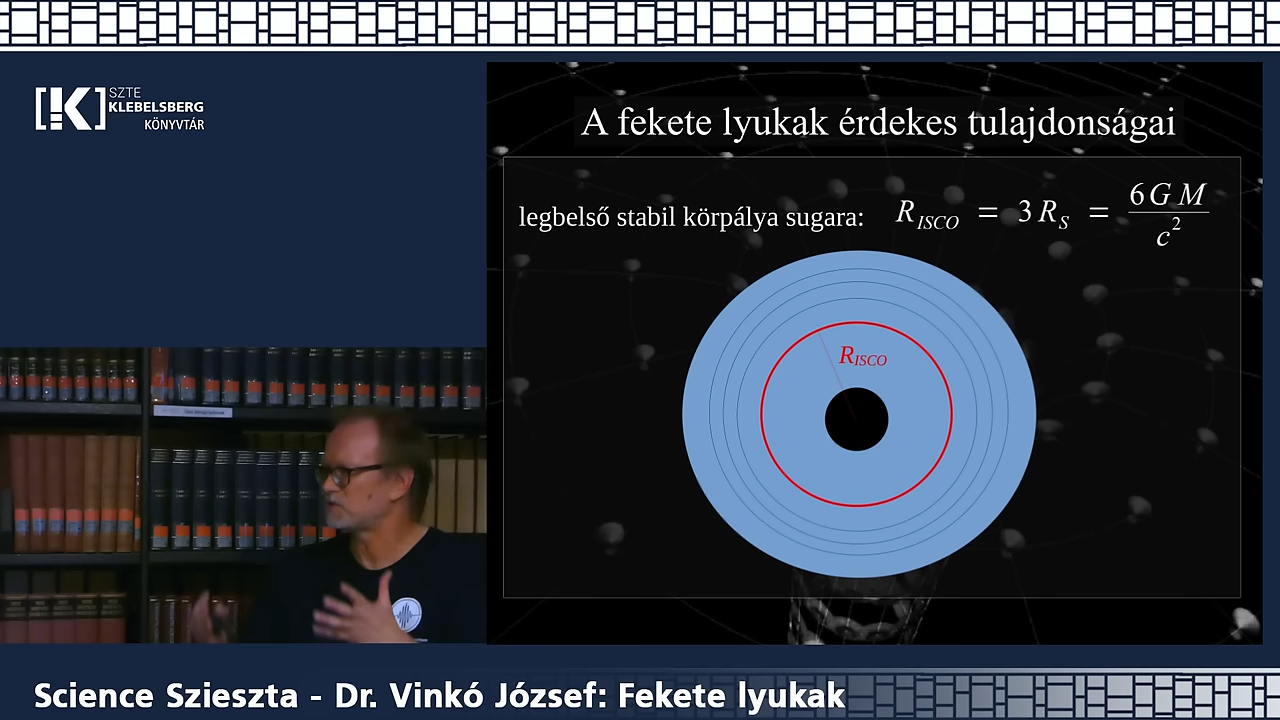 SZTE
KLEBELSBERG
KÖNYVTÁR
A fekete lyukak érdekes tulajdonságai
legbelső stabil körpálya sugara: R_ISCO = 3 R_S = 6 G M / c²
R_ISCO
Science Szieszta - Dr. Vinkó József: Fekete lyukak